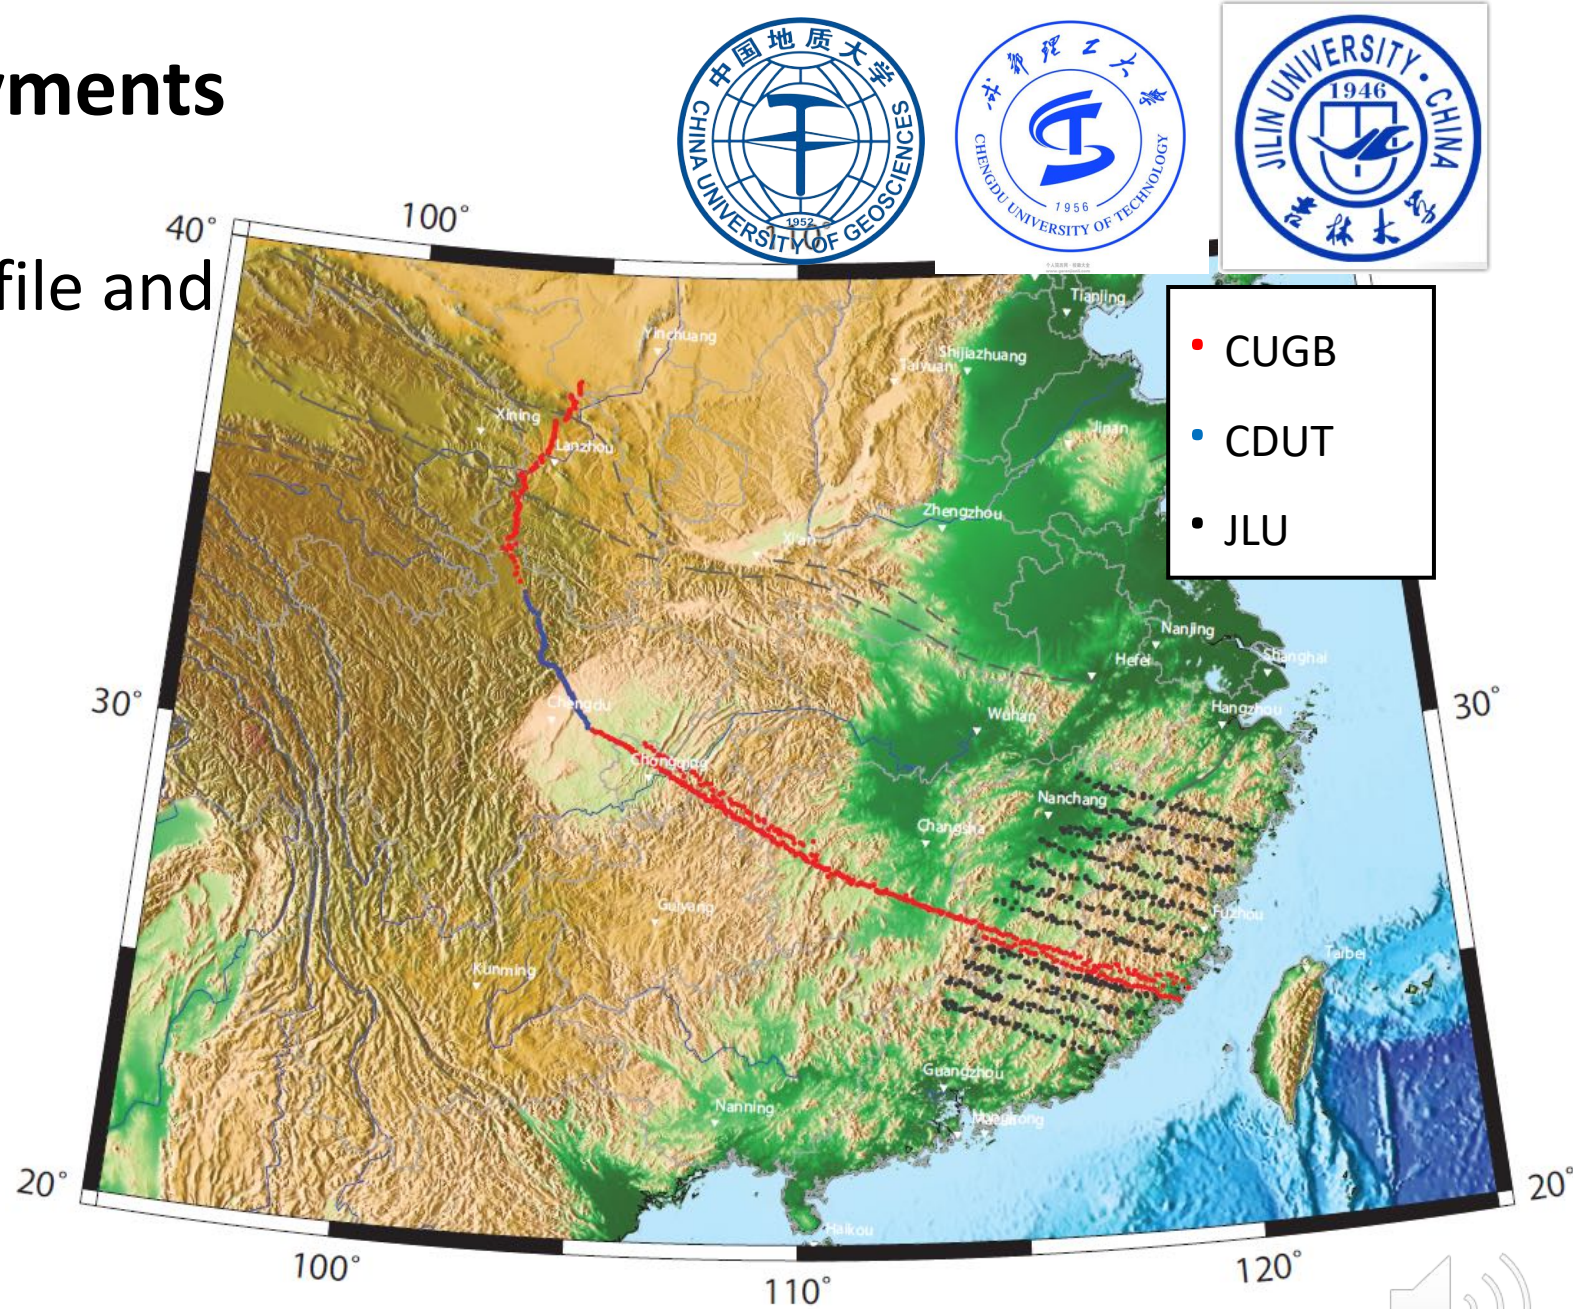 yments
file and
中国地质大学
CHINA UNIVERSITY OF GEOSCIENCES
1952
成都理工大学
CHENGDU UNIVERSITY OF TECHNOLOGY
1956
JILIN UNIVERSITY·CHINA
1946
吉林大学
• CUGB
• CDUT
• JLU
40°
100°
110°
Tianjing
Yinchuang
Shijiazhuang
Taiyuan
Xining
Jinan
Lanzhou
Zhengzhou
Xian
Nanjing
Hefei
Shanghai
30°
30°
Chengdu
Wuhan
Hangzhou
Chongqing
Nanchang
Changsha
Guiyang
Fuzhou
Taibei
Kunming
Guangzhou
Nanning
20°
20°
Haikou
100°
110°
120°